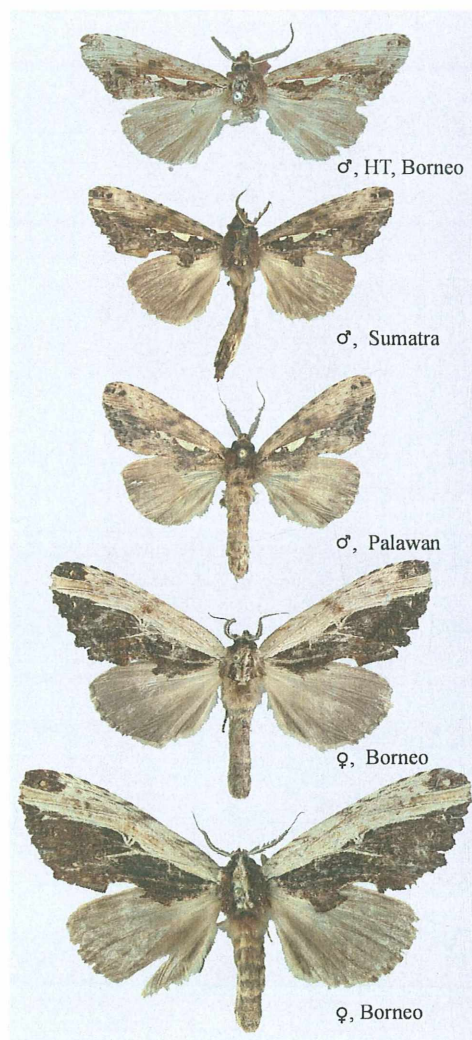 ♂, HT, Borneo
♂, Sumatra
♂, Palawan
♀, Borneo
♀, Borneo